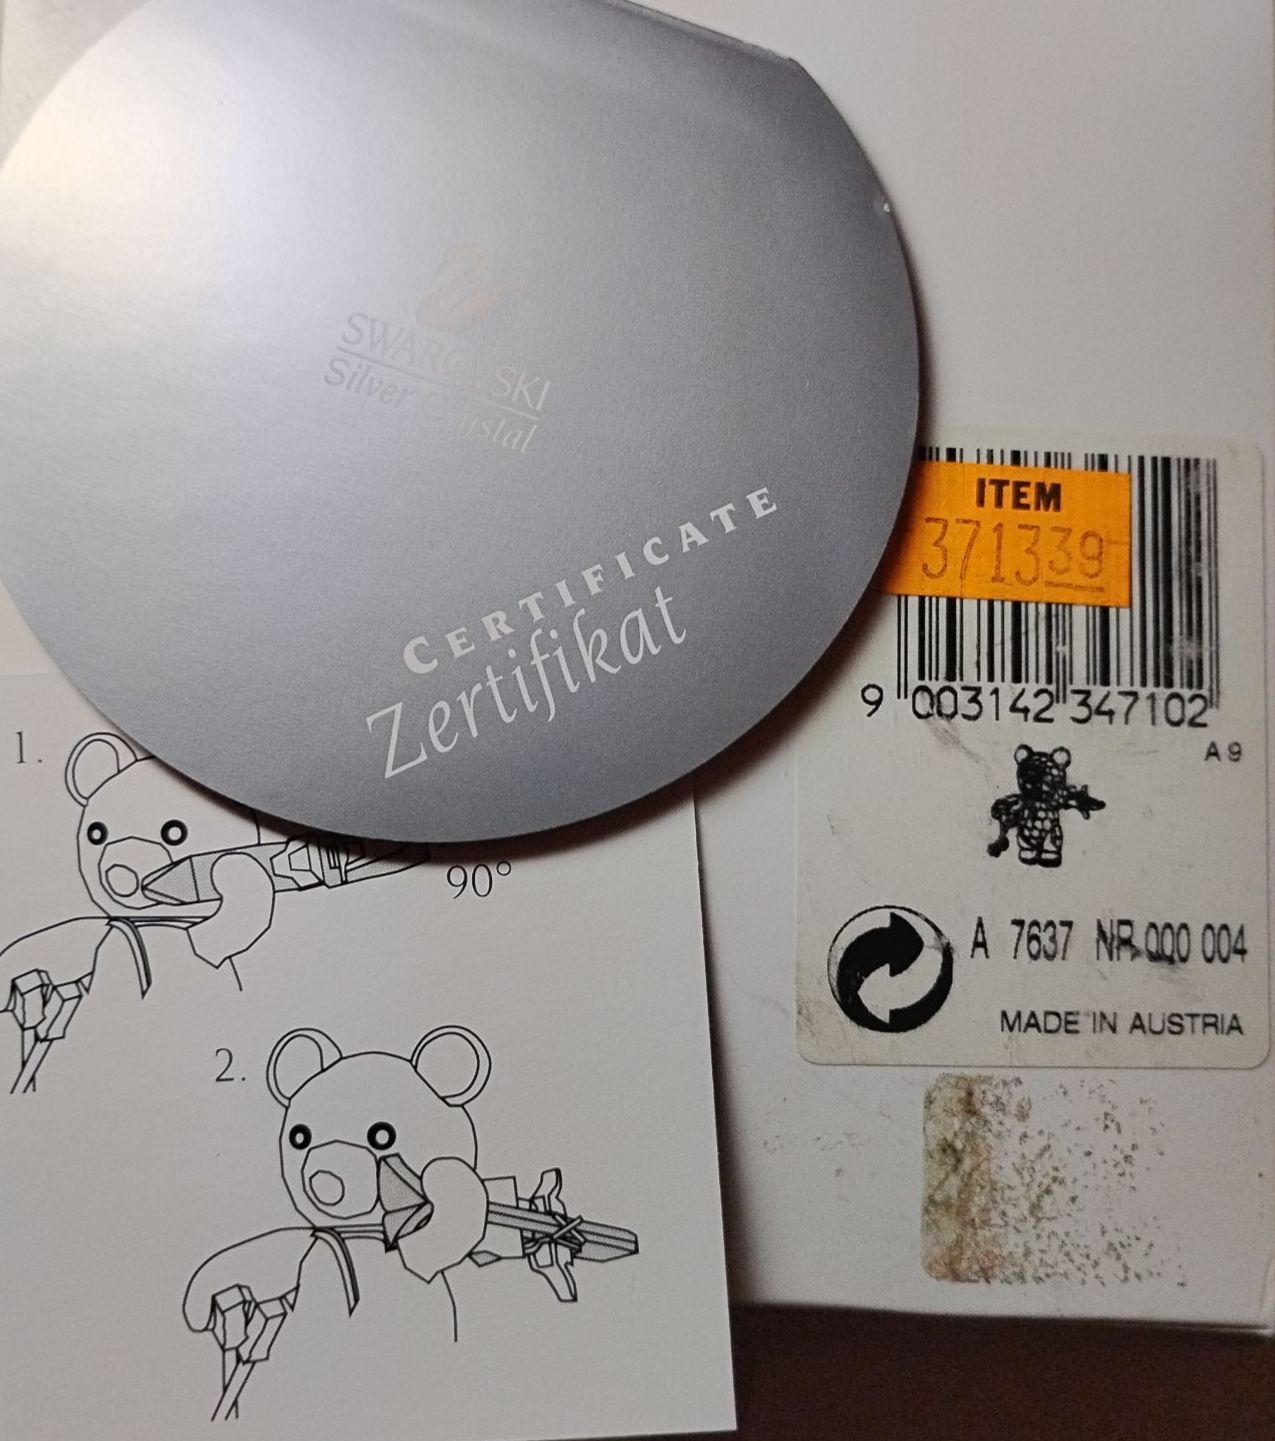 SWAROVSKI
Silver Crystal
CERTIFICATE
Zertifikat
ITEM
371339
9 003142 347102
A 9
A 7637 NR 000 004
MADE IN AUSTRIA
1.
90°
2.